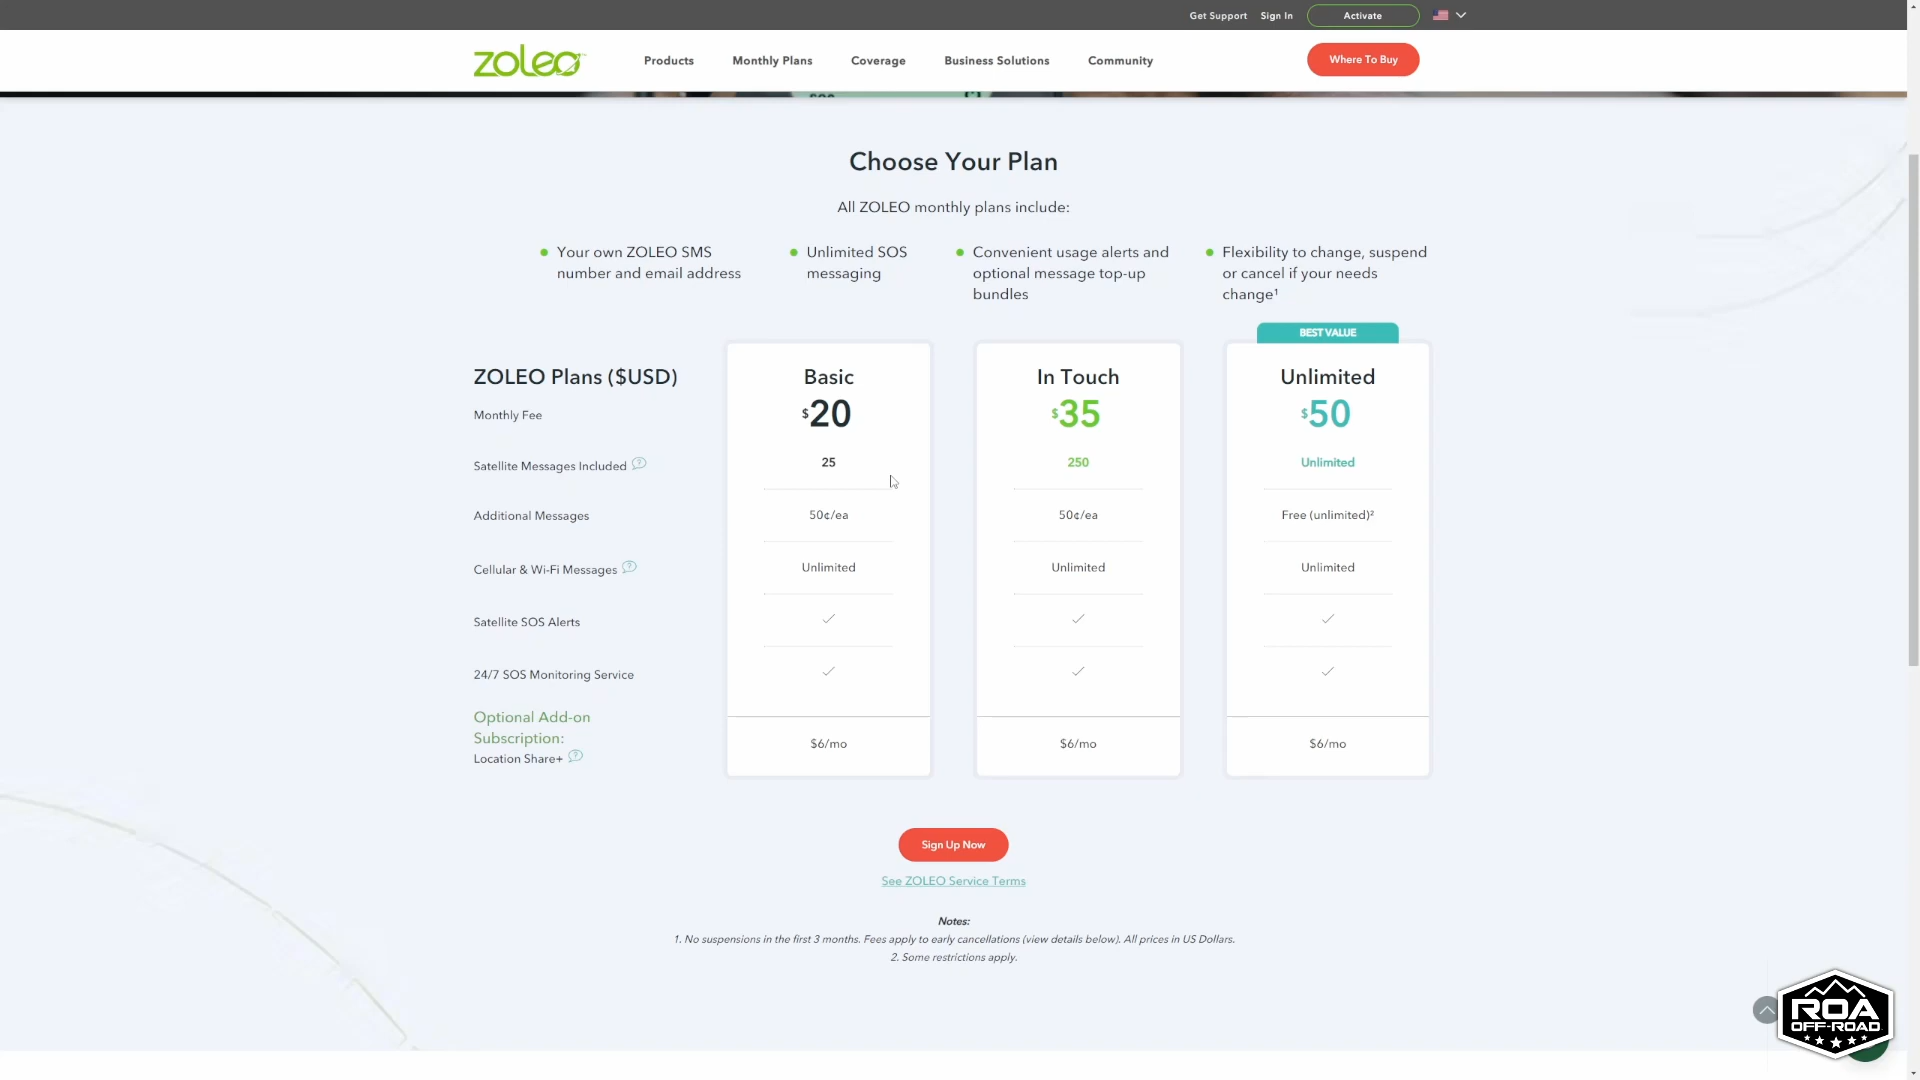 Get Support Sign In Activate
zoleo Products Monthly Plans Coverage Business Solutions Community Where To Buy
Choose Your Plan
All ZOLEO monthly plans include:
Your own ZOLEO SMS
number and email address
Unlimited SOS
messaging
Convenient usage alerts and
optional message top-up
bundles
Flexibility to change, suspend
or cancel if your needs
change¹
BEST VALUE
ZOLEO Plans ($USD) Basic In Touch Unlimited
Monthly Fee $20 $35 $50
Satellite Messages Included 25 250 Unlimited
Additional Messages 50¢/ea 50¢/ea Free (unlimited)²
Cellular & Wi-Fi Messages Unlimited Unlimited Unlimited
Satellite SOS Alerts
24/7 SOS Monitoring Service
Optional Add-on
Subscription:
Location Share+ $6/mo $6/mo $6/mo
Sign Up Now
See ZOLEO Service Terms
Notes:
1. No suspensions in the first 3 months. Fees apply to early cancellations (view details below). All prices in US Dollars.
2. Some restrictions apply.
ROA
OFF-ROAD